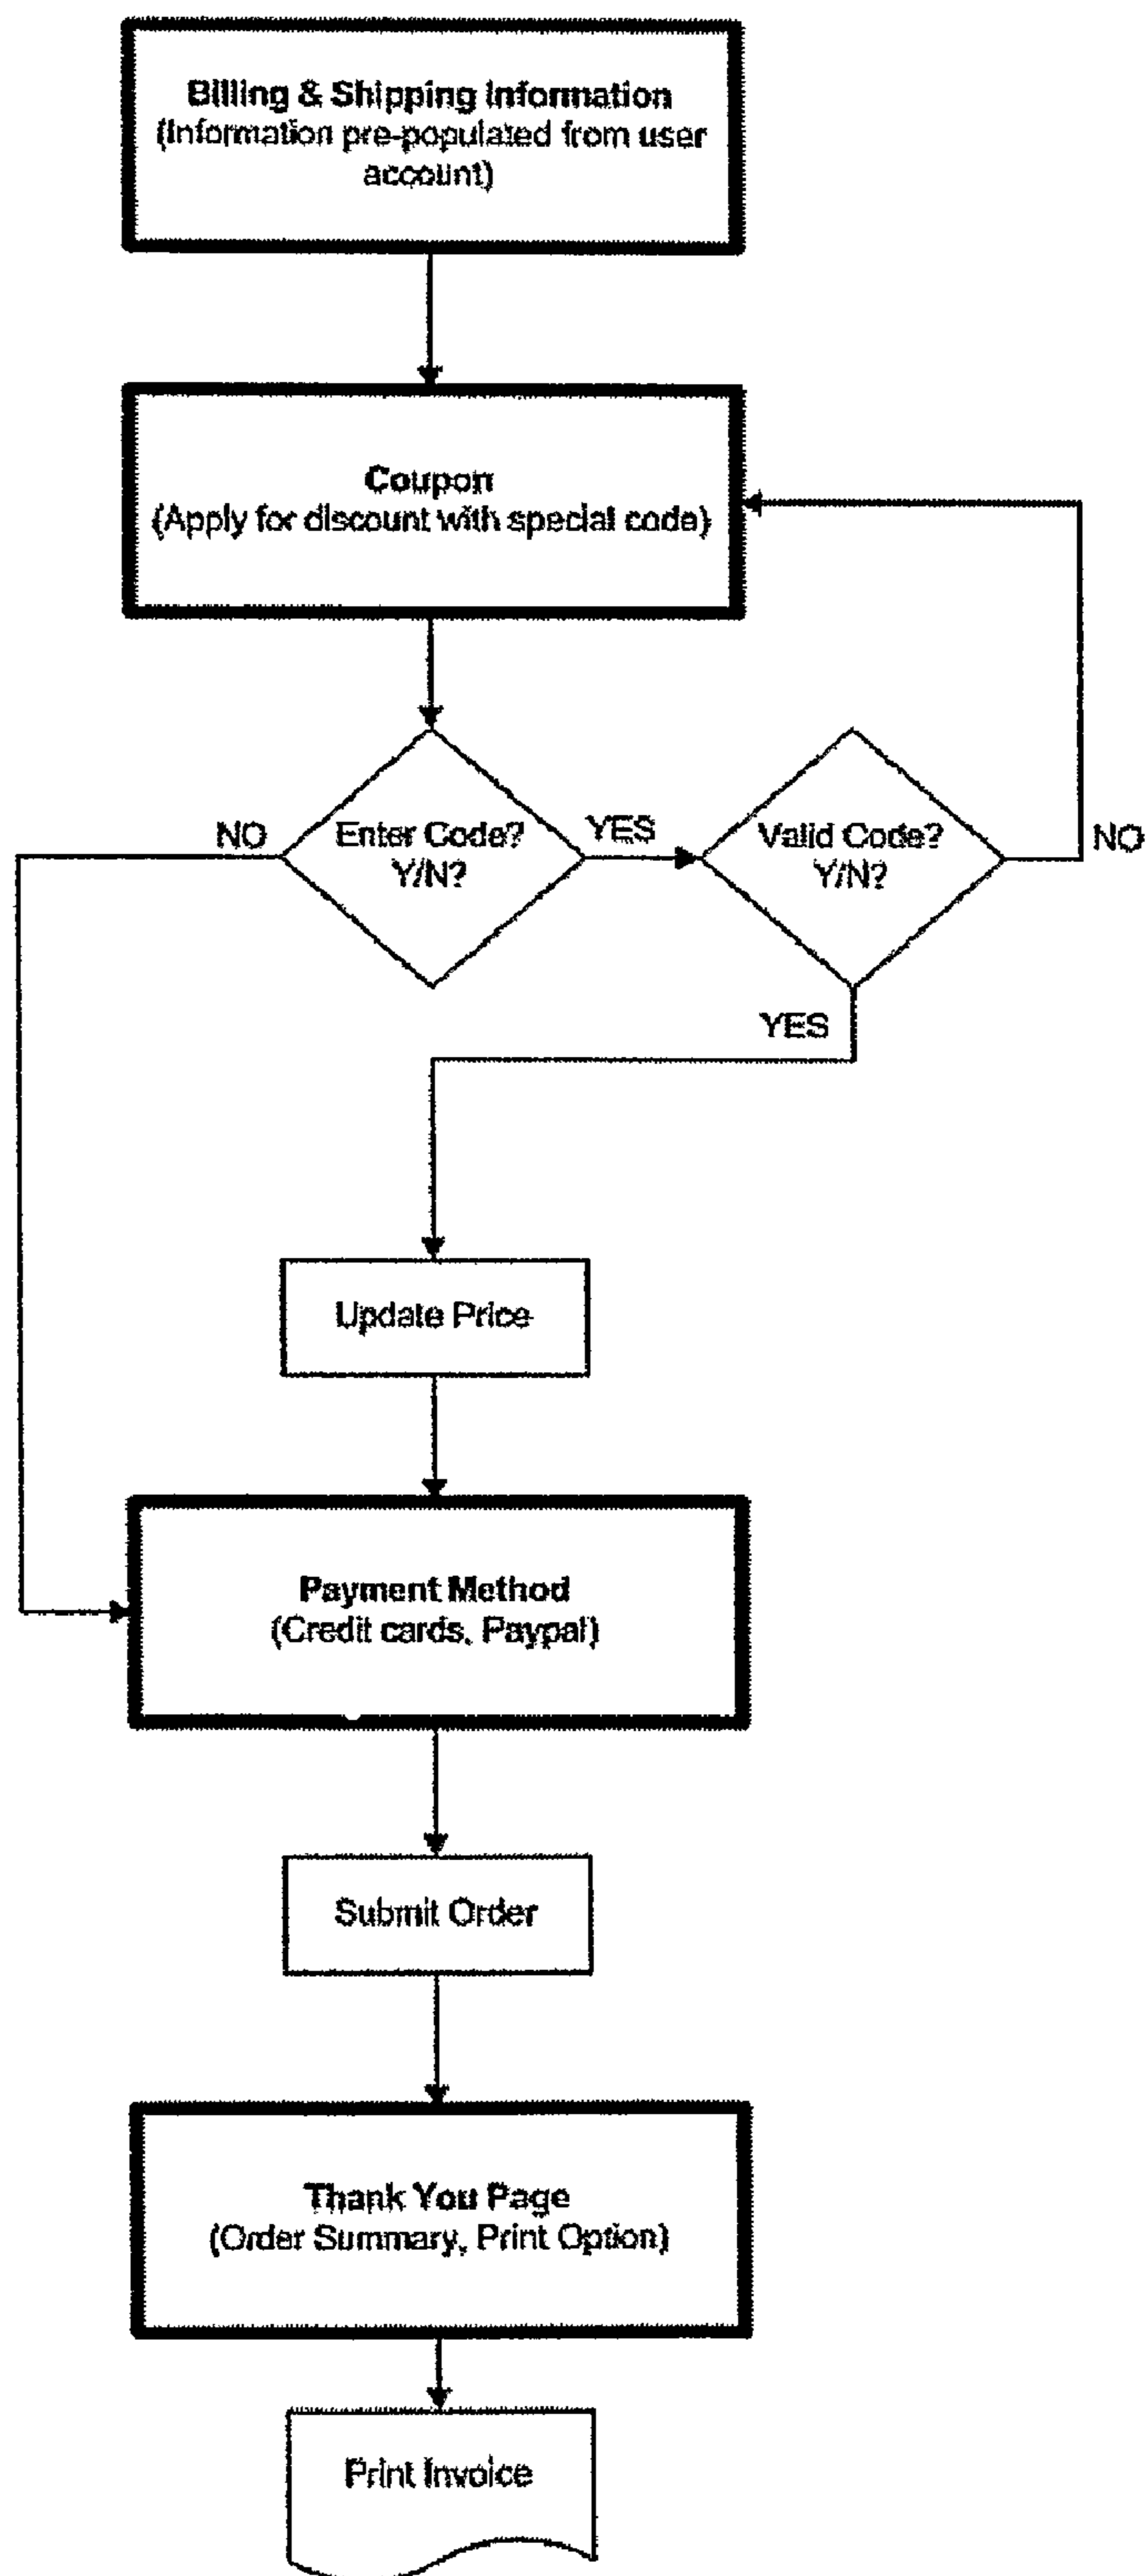 Billing & Shipping Information
(Information pre-populated from user
account)
Coupon
(Apply for discount with special code)
NO
Enter Code?
Y/N?
YES
Valid Code?
Y/N?
NO
YES
Update Price
Payment Method
(Credit cards, Paypal)
Submit Order
Thank You Page
(Order Summary, Print Option)
Print Invoice